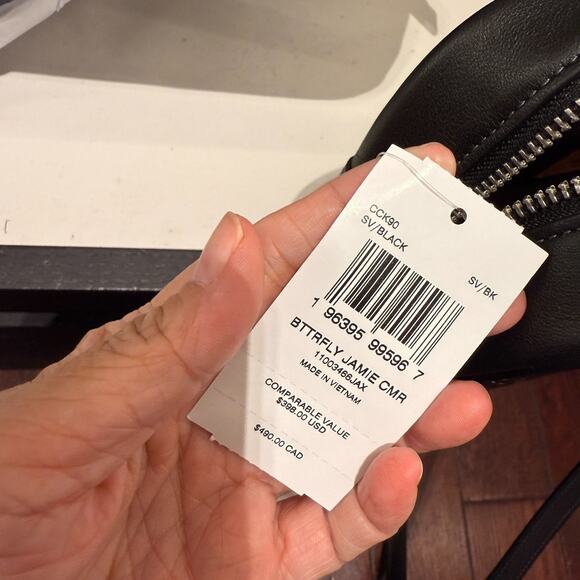 CCK90
SV/BLACK
SV/BK
1 96395 99596 7
BTTRFLY JAMIE CMR
11003466JAX
MADE IN VIETNAM
COMPARABLE VALUE
$398.00 USD
$490.00 CAD